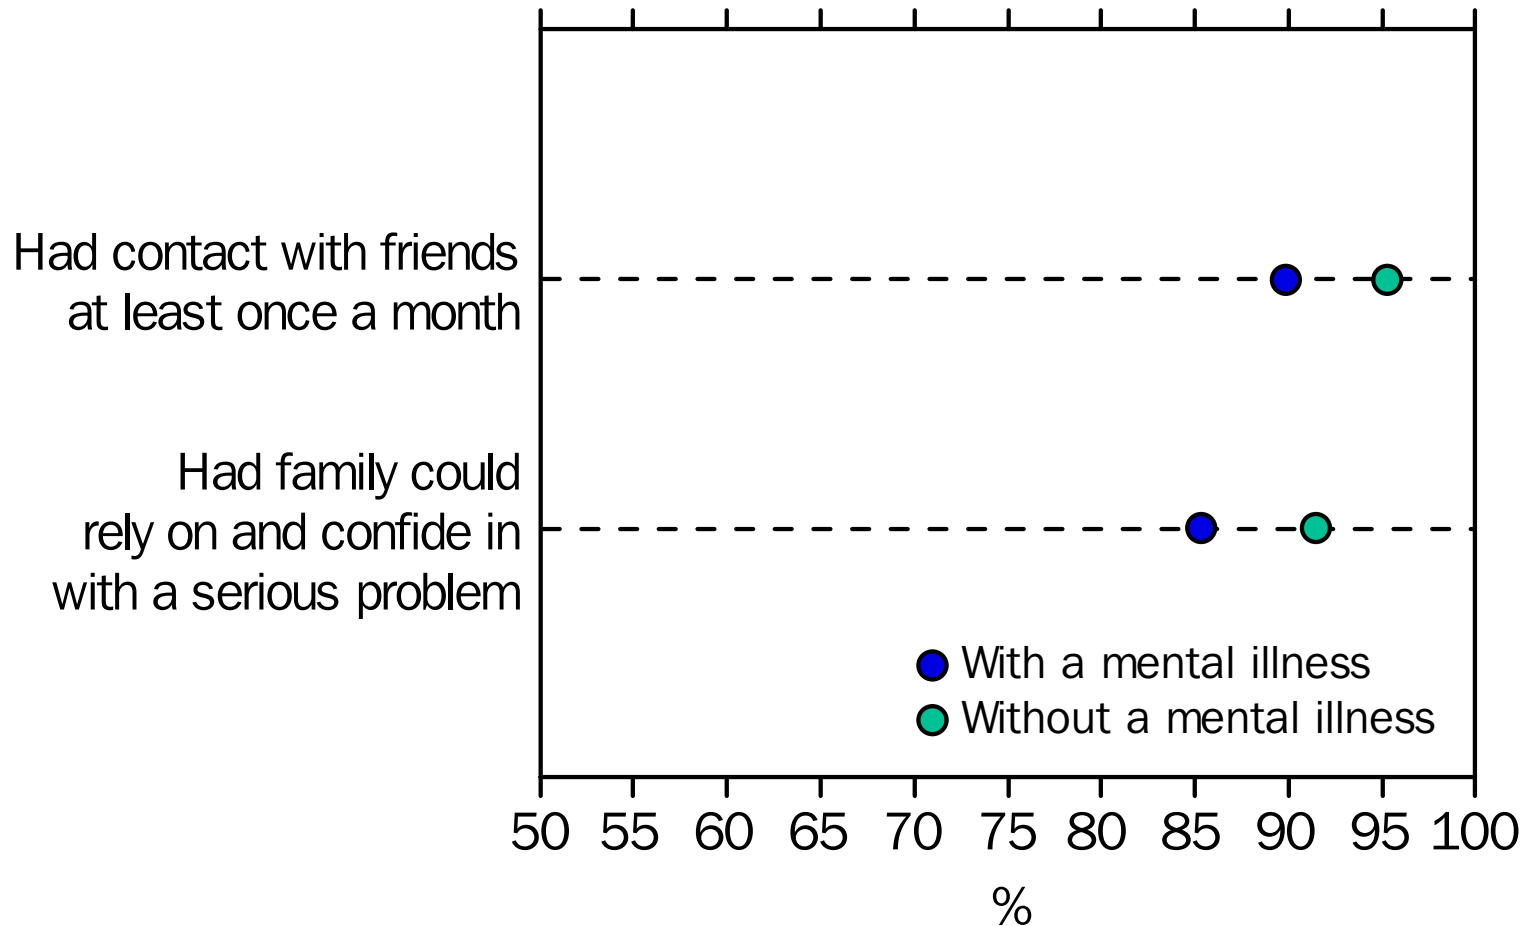 Had contact with friends
at least once a month
Had family could
rely on and confide in
with a serious problem
With a mental illness
Without a mental illness
50 55 60 65 70 75 80 85 90 95 100
%